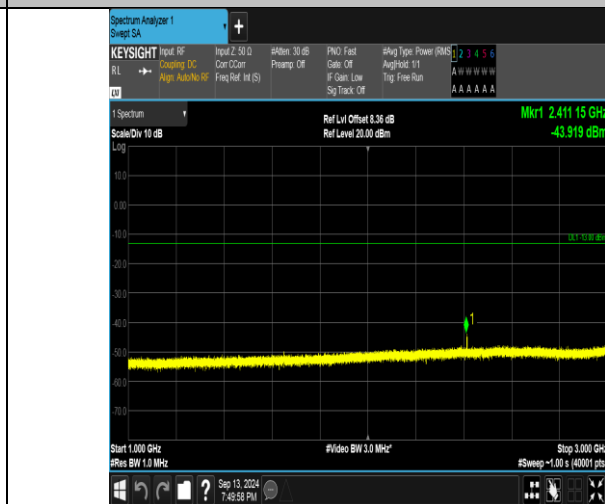 Spectrum Analyzer 1
Swept SA
+
KEYSIGHT Input: RF Input Z: 50 Ω #Atten: 30 dB PNO: Fast #Avg Type: Power (RMS 1 2 3 4 5 6
RL Coupling: DC Corr CCorr Preamp: Off Gate: Off Avg|Hold: 1/1 A W W W W W
Align: Auto/No RF Freq Ref: Int (S) IF Gain: Low Trig: Free Run
Sig Track: Off A A A A A A
LXI
1 Spectrum
Scale/Div 10 dB
Ref Lvl Offset 8.36 dB
Ref Level 20.00 dBm
Mkr1 2.411 15 GHz
-43.919 dBm
Log
10.0
0.00
-10.0
DL1 -13.00 dBm
-20.0
-30.0
-40.0
1
-50.0
-60.0
-70.0
Start 1.000 GHz #Video BW 3.0 MHz* Stop 3.000 GHz
#Res BW 1.0 MHz #Sweep ~1.00 s (40001 pts
? Sep 13, 2024
7:49:58 PM